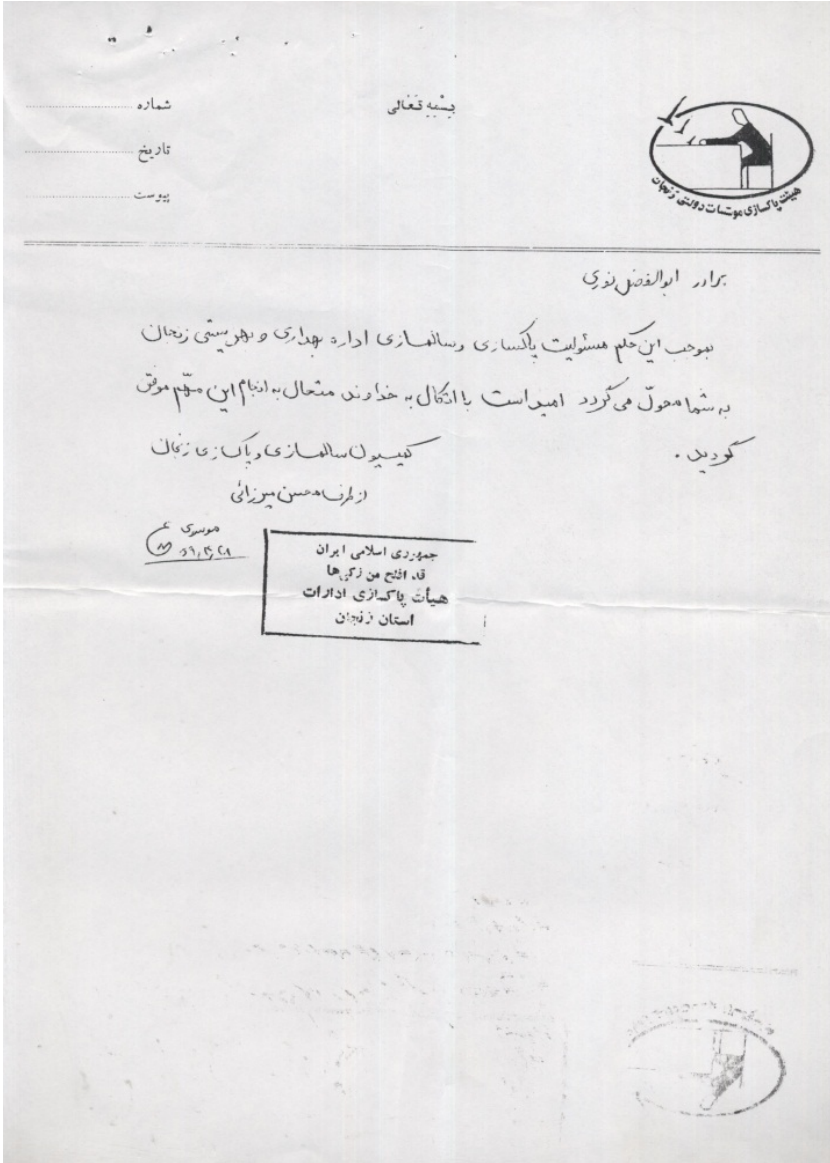 بسمه تعالی
شماره
تاریخ
پیوست
هیئت پاکسازی موسسات دولتی زنجان
برادر ابوالفضل نوری
بموجب این حکم مسئولیت پاکسازی و سالمسازی اداره بهداری و بهزیستی زنجان
به شما محول می گردد امید است با اتکال به خداوند متعال به انجام این مهّم موفق
گردید .
کمیسیون سالمسازی و پاکسازی زنجان
از طرف محسن میرزائی
موسوی
جمهوری اسلامی ایران
قد افلح من زکیها
هیأت پاکسازی ادارات
استان زنجان